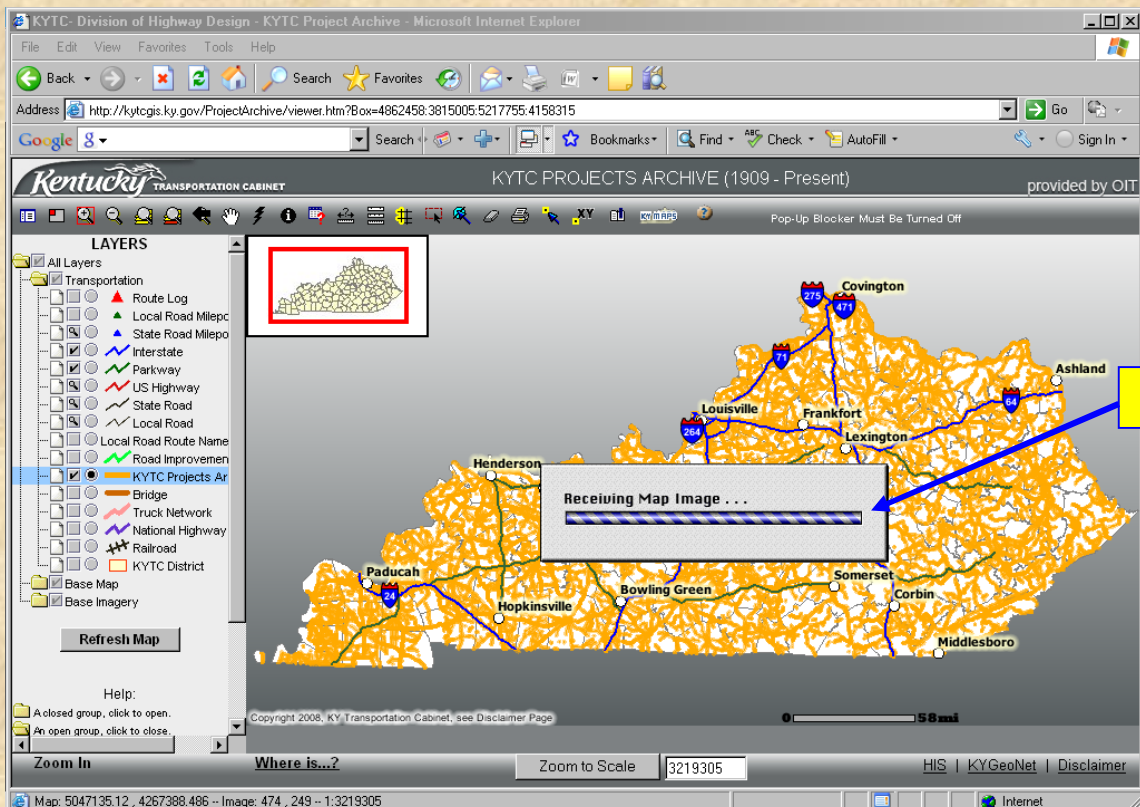 KYTC- Division of Highway Design - KYTC Project Archive - Microsoft Internet Explorer
File Edit View Favorites Tools Help
Back Search Favorites
Address http://kytcgis.ky.gov/ProjectArchive/viewer.htm?Box=4862458:3815005:5217755:4158315 Go
Google Search Bookmarks Find Check AutoFill Sign In
Kentucky TRANSPORTATION CABINET KYTC PROJECTS ARCHIVE (1909 - Present) provided by OIT
XY KY MAPS Pop-Up Blocker Must Be Turned Off
LAYERS
All Layers
Transportation
Route Log
Local Road Milepo
State Road Milepo
Interstate
Parkway
US Highway
State Road
Local Road
Local Road Route Name
Road Improvemen
KYTC Projects Ar
Bridge
Truck Network
National Highway
Railroad
KYTC District
Base Map
Base Imagery
Refresh Map
Help:
A closed group, click to open.
An open group, click to close.
275
471
Covington
71
Ashland
64
Louisville
Frankfort
264
Lexington
Henderson
Receiving Map Image . . .
Paducah
24
Hopkinsville
Bowling Green
Somerset
Corbin
Middlesboro
Copyright 2008, KY Transportation Cabinet, see Disclaimer Page
0 58mi
Zoom In Where is...? Zoom to Scale 3219305 HIS | KYGeoNet | Disclaimer
Map: 5047135.12 , 4267388.486 -- Image: 474 , 249 -- 1:3219305 Internet